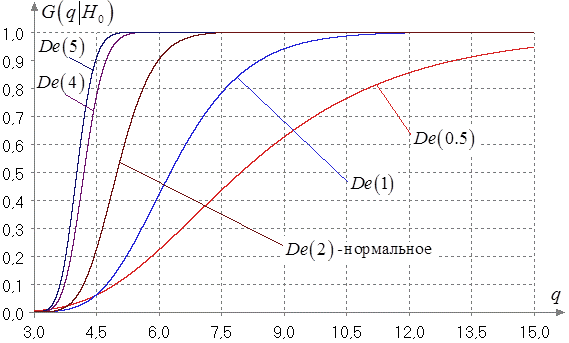 G(q|H₀)
1,0
0,9
0,8
0,7
0,6
0,5
0,4
0,3
0,2
0,1
0,0
De(5)
De(4)
De(0.5)
De(1)
De(2) -нормальное
q
3,0 4,5 6,0 7,5 9,0 10,5 12,0 13,5 15,0